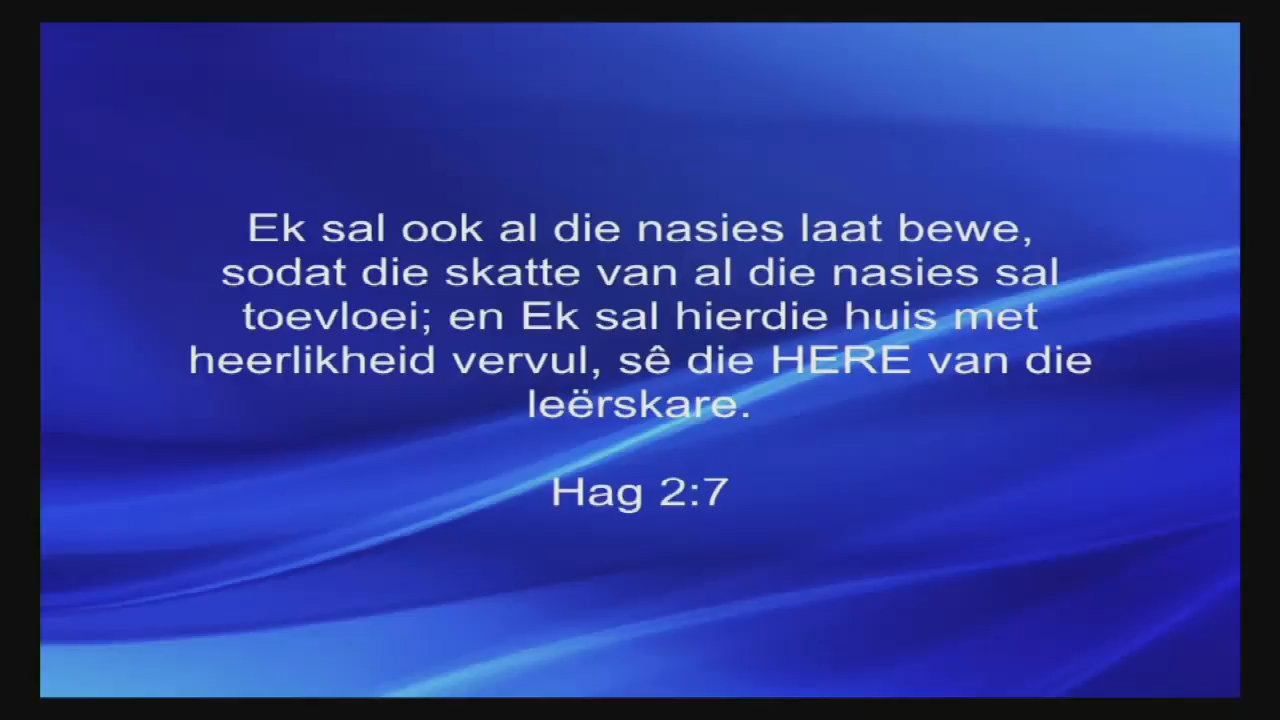 Ek sal ook al die nasies laat bewe,
sodat die skatte van al die nasies sal
toevloei; en Ek sal hierdie huis met
heerlikheid vervul, sê die HERE van die
leërskare.
Hag 2:7